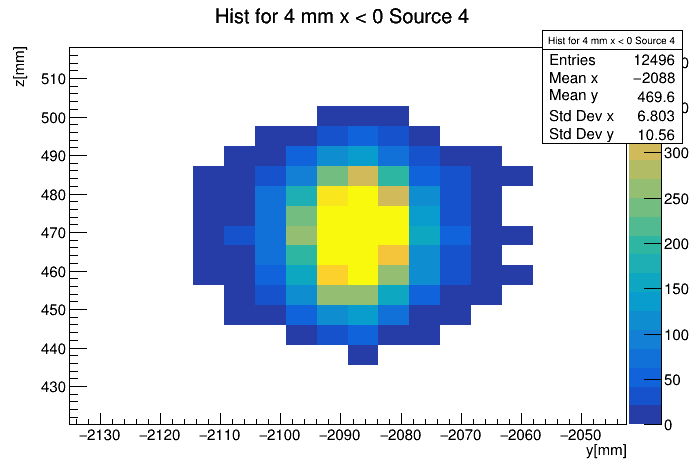 Hist for 4 mm x < 0 Source 4
z[mm]
Hist for 4 mm x < 0 Source 4
Entries 12496
Mean x −2088
Mean y 469.6
Std Dev x 6.803
Std Dev y 10.56
510
500
490
480
470
460
450
440
430
300
250
200
150
100
50
0
−2130 −2120 −2110 −2100 −2090 −2080 −2070 −2060 −2050
y[mm]